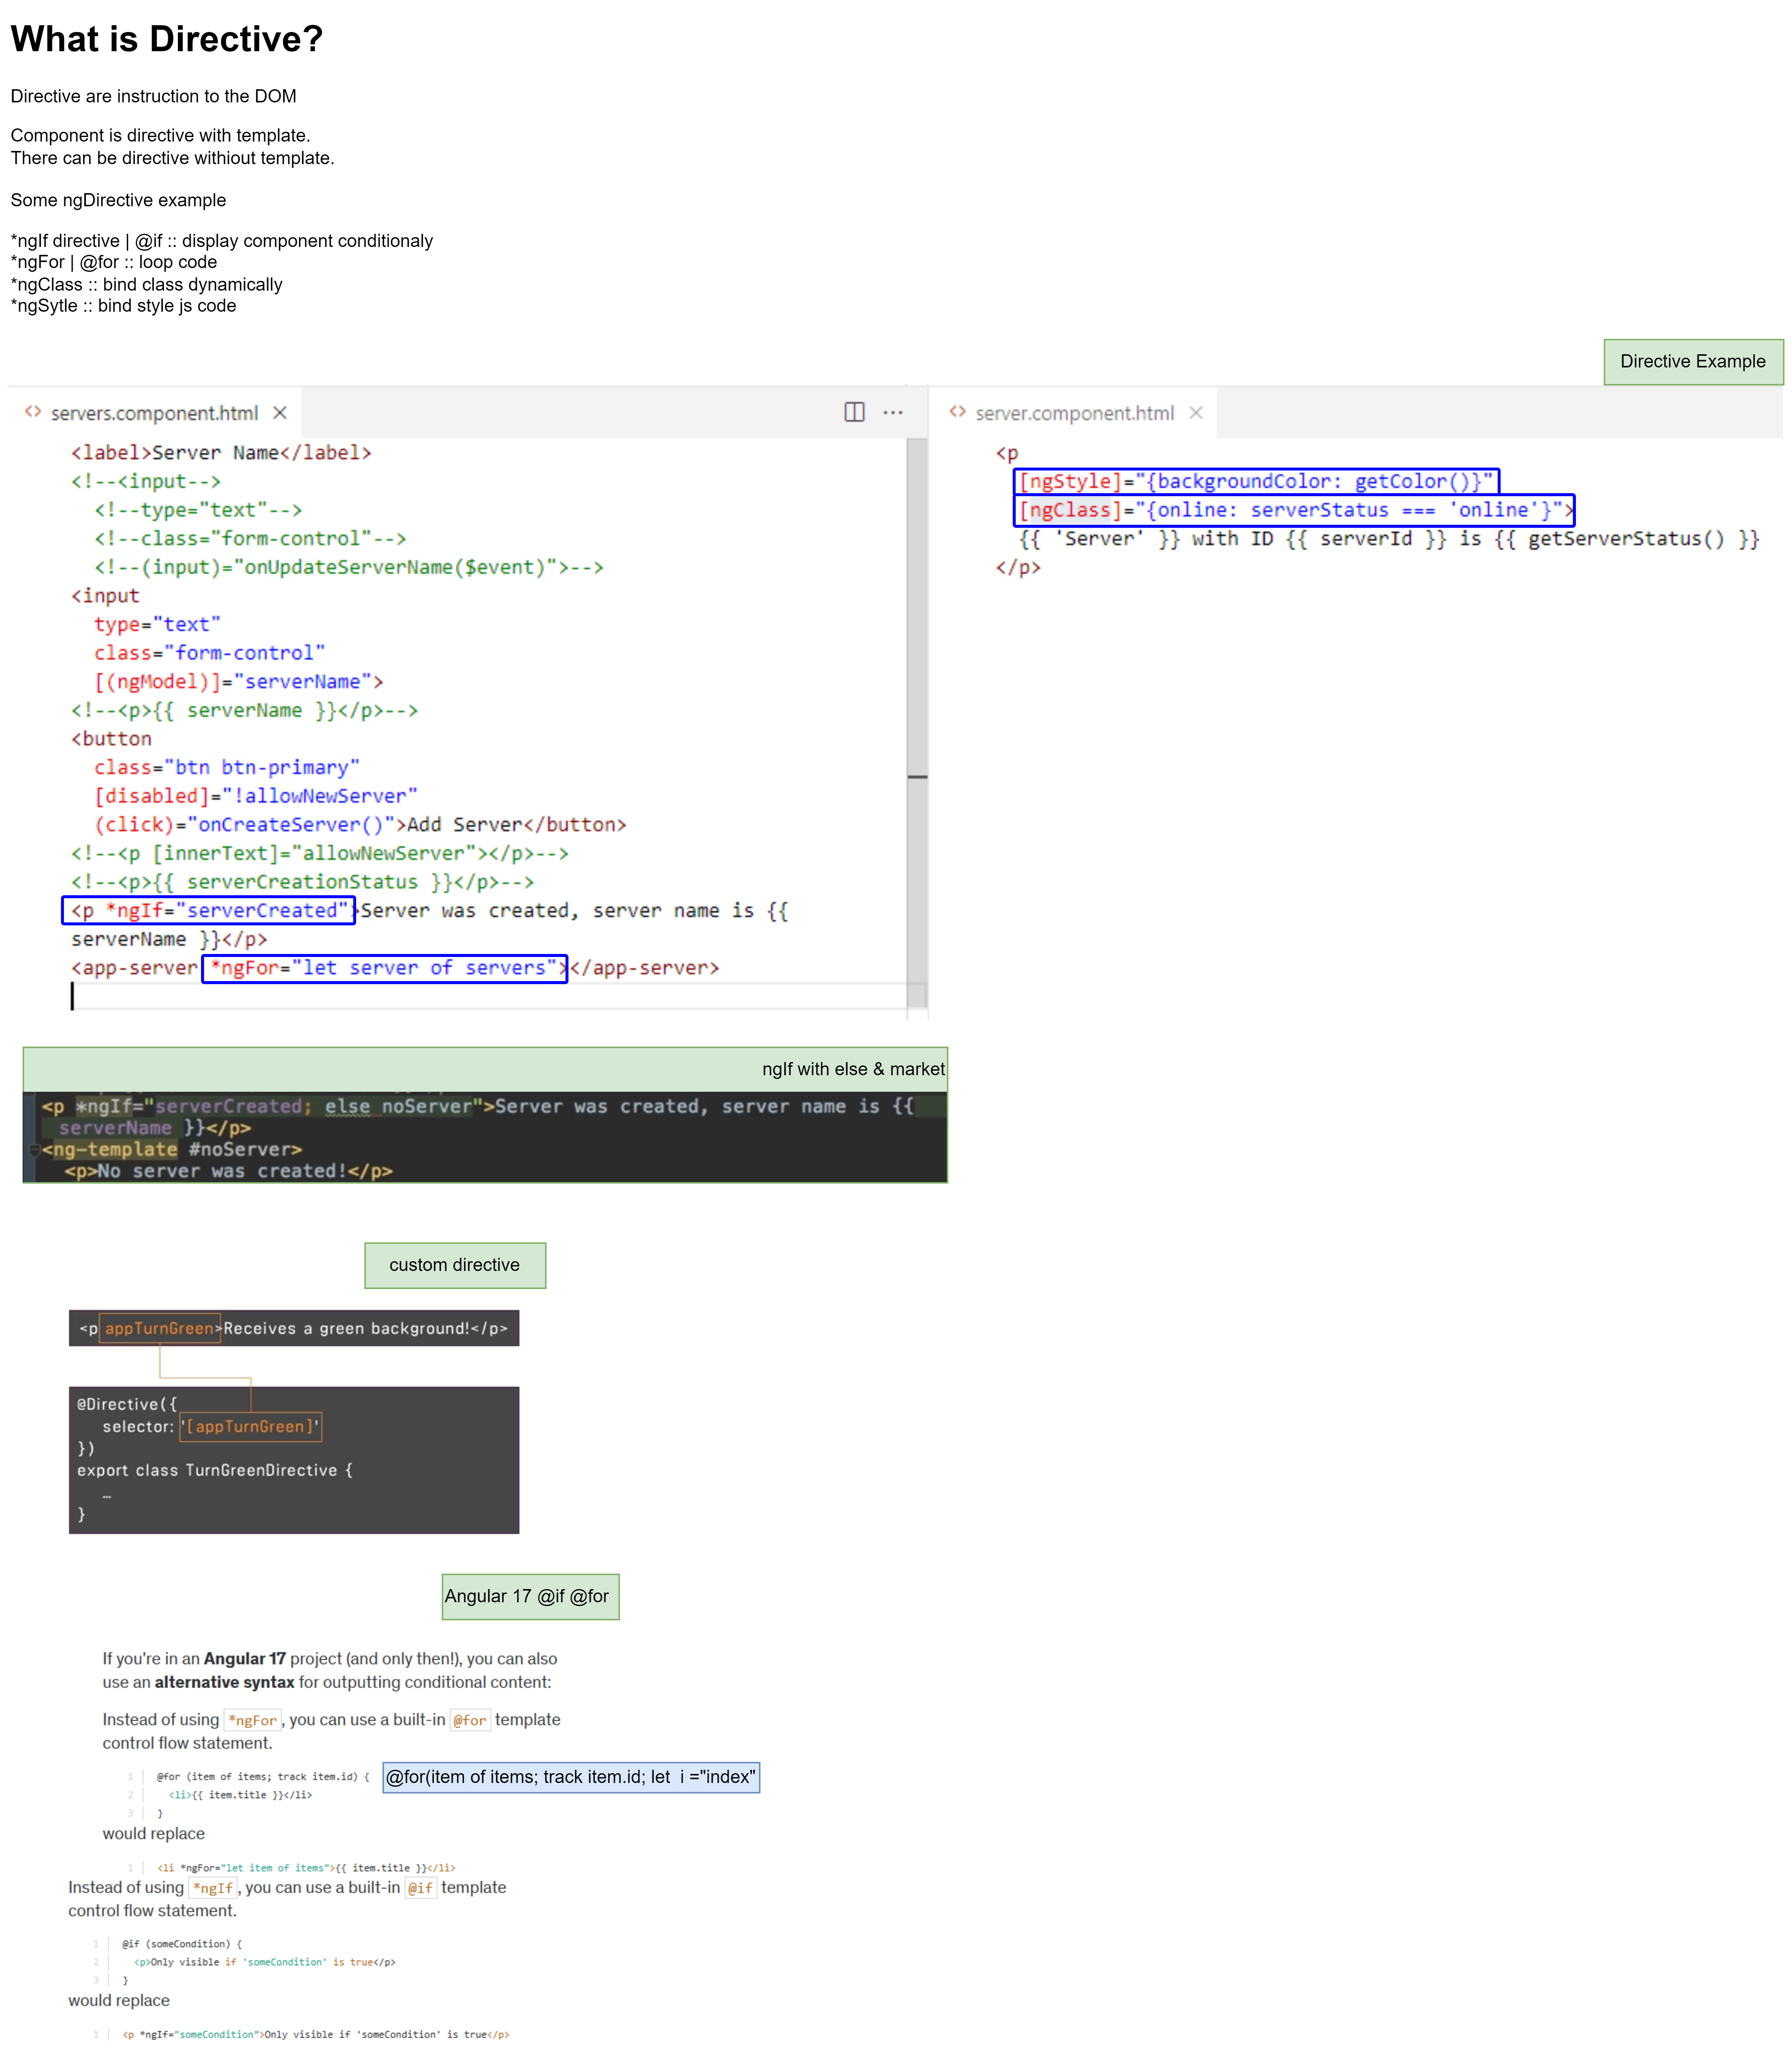 What is Directive?
Directive are instruction to the DOM
Component is directive with template.
There can be directive withiout template.
Some ngDirective example
*ngIf directive | @if :: display component conditionaly
*ngFor | @for :: loop code
*ngClass :: bind class dynamically
*ngSytle :: bind style js code
Directive Example
<> servers.component.html ×
<label>Server Name</label>
<!--<input-->
<!--type="text"-->
<!--class="form-control"-->
<!--(input)="onUpdateServerName($event)">-->
<input
type="text"
class="form-control"
[(ngModel)]="serverName">
<!--<p>{{ serverName }}</p>-->
<button
class="btn btn-primary"
[disabled]="!allowNewServer"
(click)="onCreateServer()">Add Server</button>
<!--<p [innerText]="allowNewServer"></p>-->
<!--<p>{{ serverCreationStatus }}</p>-->
<p *ngIf="serverCreated">Server was created, server name is {{
serverName }}</p>
<app-server *ngFor="let server of servers"></app-server>
<> server.component.html ×
<p
[ngStyle]="{backgroundColor: getColor()}"
[ngClass]="{online: serverStatus === 'online'}">
{{ 'Server' }} with ID {{ serverId }} is {{ getServerStatus() }}
</p>
ngIf with else & market
<p *ngIf="serverCreated; else noServer">Server was created, server name is {{
serverName }}</p>
<ng-template #noServer>
<p>No server was created!</p>
custom directive
<p appTurnGreen>Receives a green background!</p>
@Directive({
selector: '[appTurnGreen]'
})
export class TurnGreenDirective {
…
}
Angular 17 @if @for
If you're in an Angular 17 project (and only then!), you can also
use an alternative syntax for outputting conditional content:
Instead of using *ngFor, you can use a built-in @for template
control flow statement.
1 @for (item of items; track item.id) {
@for(item of items; track item.id; let  i ="index"
2 <li>{{ item.title }}</li>
3 }
would replace
1 <li *ngFor="let item of items">{{ item.title }}</li>
Instead of using *ngIf, you can use a built-in @if template
control flow statement.
1 @if (someCondition) {
2 <p>Only visible if 'someCondition' is true</p>
3 }
would replace
1 <p *ngIf="someCondition">Only visible if 'someCondition' is true</p>